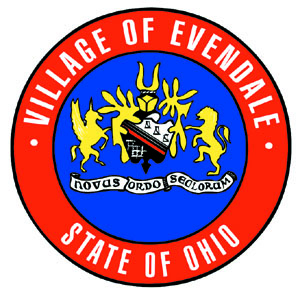 • VILLAGE OF EVENDALE •
NOVUS ORDO SECLORUM
STATE OF OHIO